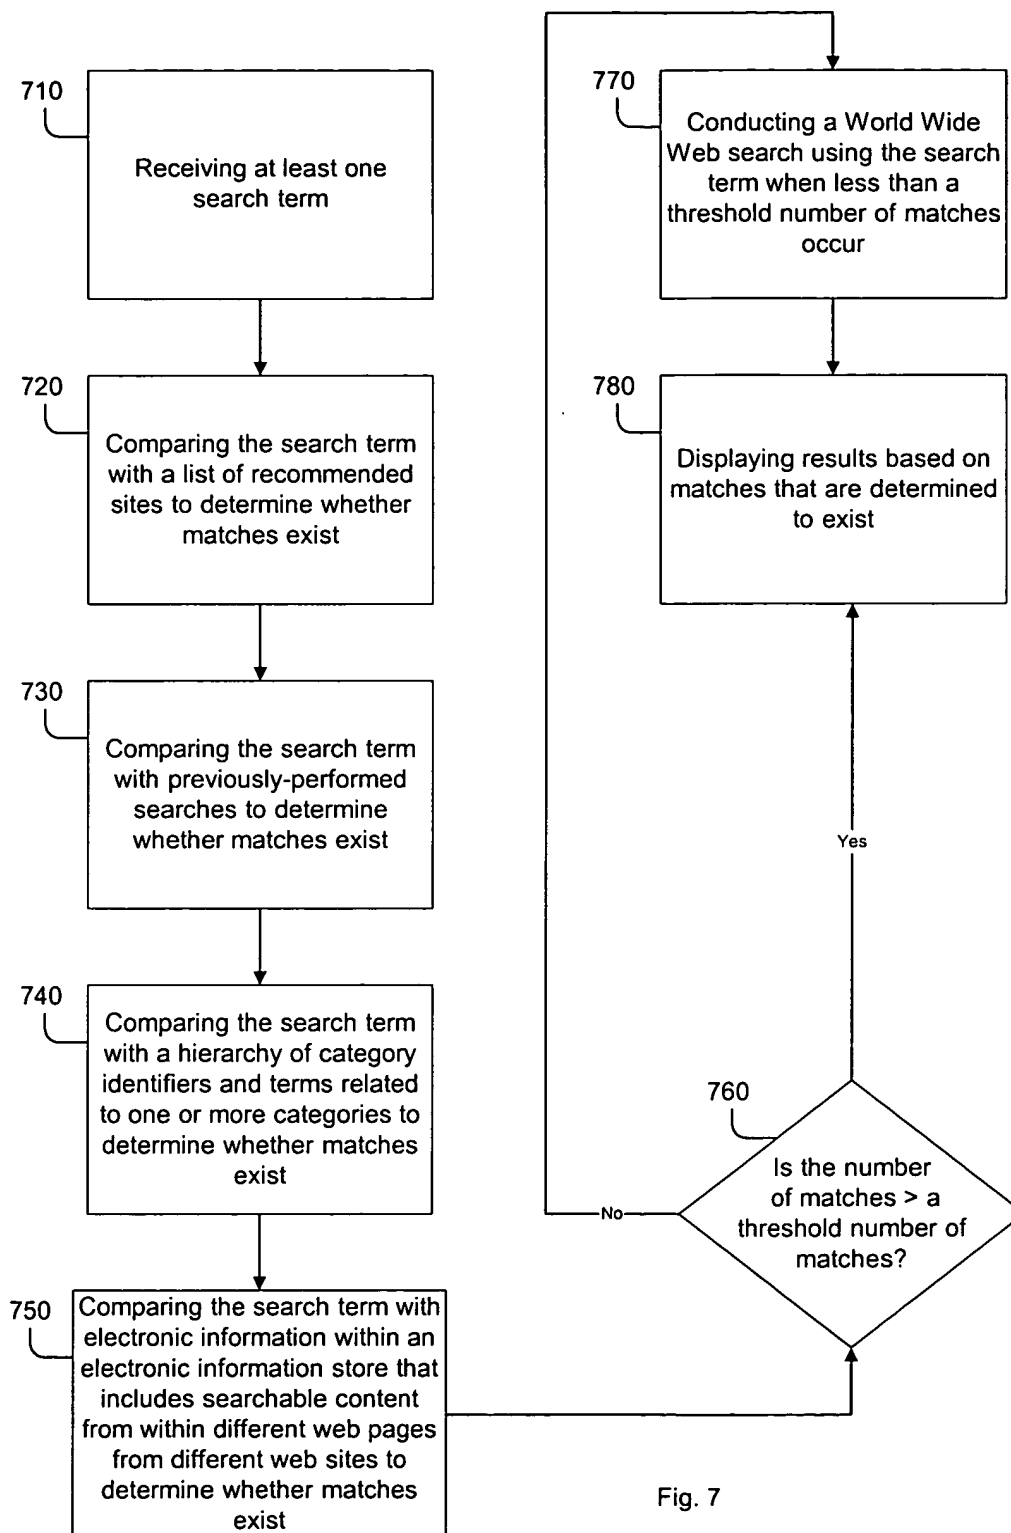 710
Receiving at least one
search term
720
Comparing the search term
with a list of recommended
sites to determine whether
matches exist
730
Comparing the search term
with previously-performed
searches to determine
whether matches exist
740
Comparing the search term
with a hierarchy of category
identifiers and terms related
to one or more categories to
determine whether matches
exist
750
Comparing the search term with
electronic information within an
electronic information store that
includes searchable content
from within different web pages
from different web sites to
determine whether matches
exist
760
Is the number
of matches > a
threshold number of
matches?
No
Yes
770
Conducting a World Wide
Web search using the search
term when less than a
threshold number of matches
occur
780
Displaying results based on
matches that are determined
to exist
Fig. 7